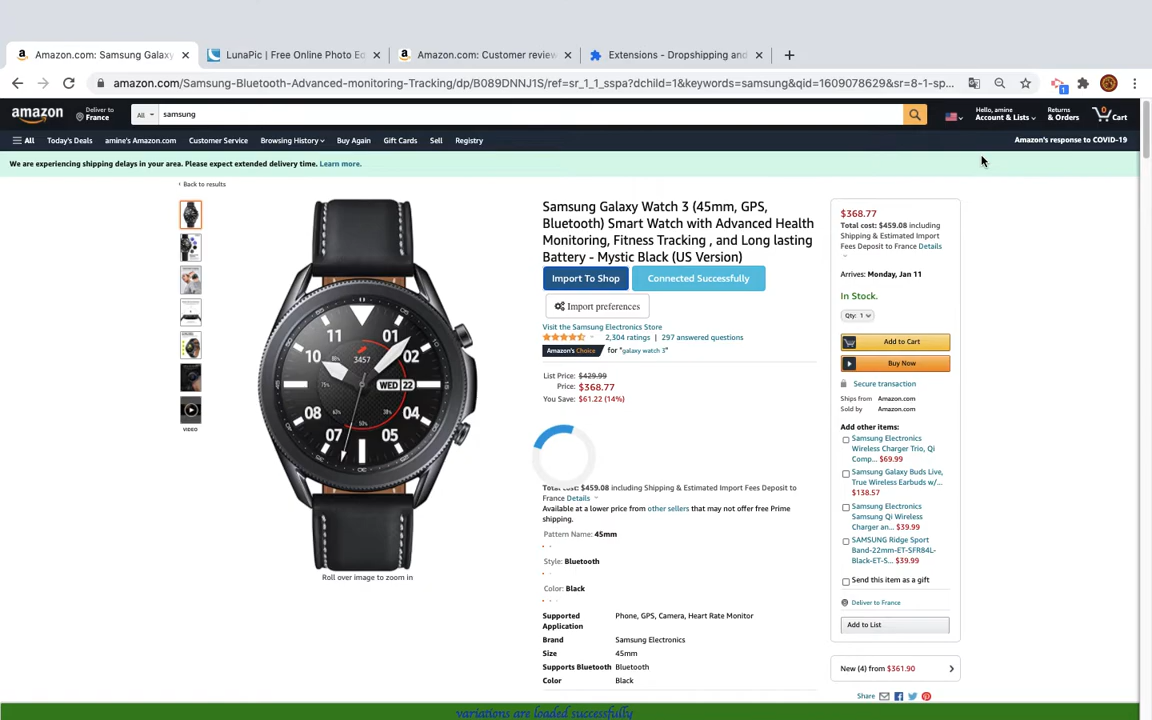 Amazon.com: Samsung Galaxy
LunaPic | Free Online Photo Ed
Amazon.com: Customer review
Extensions - Dropshipping and
amazon.com/Samsung-Bluetooth-Advanced-monitoring-Tracking/dp/B089DNNJ1S/ref=sr_1_1_sspa?dchild=1&keywords=samsung&qid=1609078629&sr=8-1-sp...
1
amazon
Deliver to
France
All
samsung
Hello, amine
Account & Lists
Returns
& Orders
0
Cart
All
Today's Deals
amine's Amazon.com
Customer Service
Browsing History
Buy Again
Gift Cards
Sell
Registry
Amazon's response to COVID-19
We are experiencing shipping delays in your area. Please expect extended delivery time. Learn more.
‹ Back to results
VIDEO
11
01
10
02
3457
WED 22
08
04
07
05
Roll over image to zoom in
Samsung Galaxy Watch 3 (45mm, GPS,
Bluetooth) Smart Watch with Advanced Health
Monitoring, Fitness Tracking , and Long lasting
Battery - Mystic Black (US Version)
Import To Shop
Connected Successfully
Import preferences
Visit the Samsung Electronics Store
2,304 ratings | 297 answered questions
Amazon's Choice for "galaxy watch 3"
List Price: $429.99
Price: $368.77
You Save: $61.22 (14%)
Total cost: $459.08 including Shipping & Estimated Import Fees Deposit to
France Details
Available at a lower price from other sellers that may not offer free Prime
shipping.
Pattern Name: 45mm
Style: Bluetooth
Color: Black
Supported Application Phone, GPS, Camera, Heart Rate Monitor
Brand Samsung Electronics
Size 45mm
Supports Bluetooth Bluetooth
Color Black
$368.77
Total cost: $459.08 including
Shipping & Estimated Import
Fees Deposit to France Details
Arrives: Monday, Jan 11
In Stock.
Qty: 1
Add to Cart
Buy Now
Secure transaction
Ships from Amazon.com
Sold by Amazon.com
Add other items:
Samsung Electronics
Wireless Charger Trio, Qi
Comp... $69.99
Samsung Galaxy Buds Live,
True Wireless Earbuds w/...
$138.57
Samsung Electronics
Samsung Qi Wireless
Charger an... $39.99
SAMSUNG Ridge Sport
Band-22mm-ET-SFR84L-
Black-ET-S... $39.99
Send this item as a gift
Deliver to France
Add to List
New (4) from $361.90
Share
variations are loaded successfully